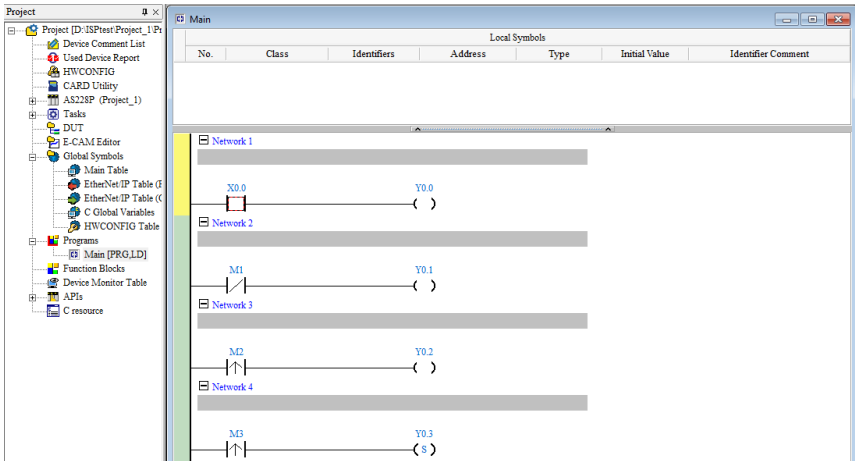 Project
Project [D:\ISPtest\Project_1\Pr
Device Comment List
Used Device Report
HWCONFIG
CARD Utility
AS228P (Project_1)
Tasks
DUT
E-CAM Editor
Global Symbols
Main Table
EtherNet/IP Table (F
EtherNet/IP Table (C
C Global Variables
HWCONFIG Table
Programs
Main [PRG,LD]
Function Blocks
Device Monitor Table
APIs
C resource
Main
Local Symbols
No. Class Identifiers Address Type Initial Value Identifier Comment
Network 1
X0.0 Y0.0
Network 2
M1 Y0.1
Network 3
M2 Y0.2
Network 4
M3 Y0.3
S